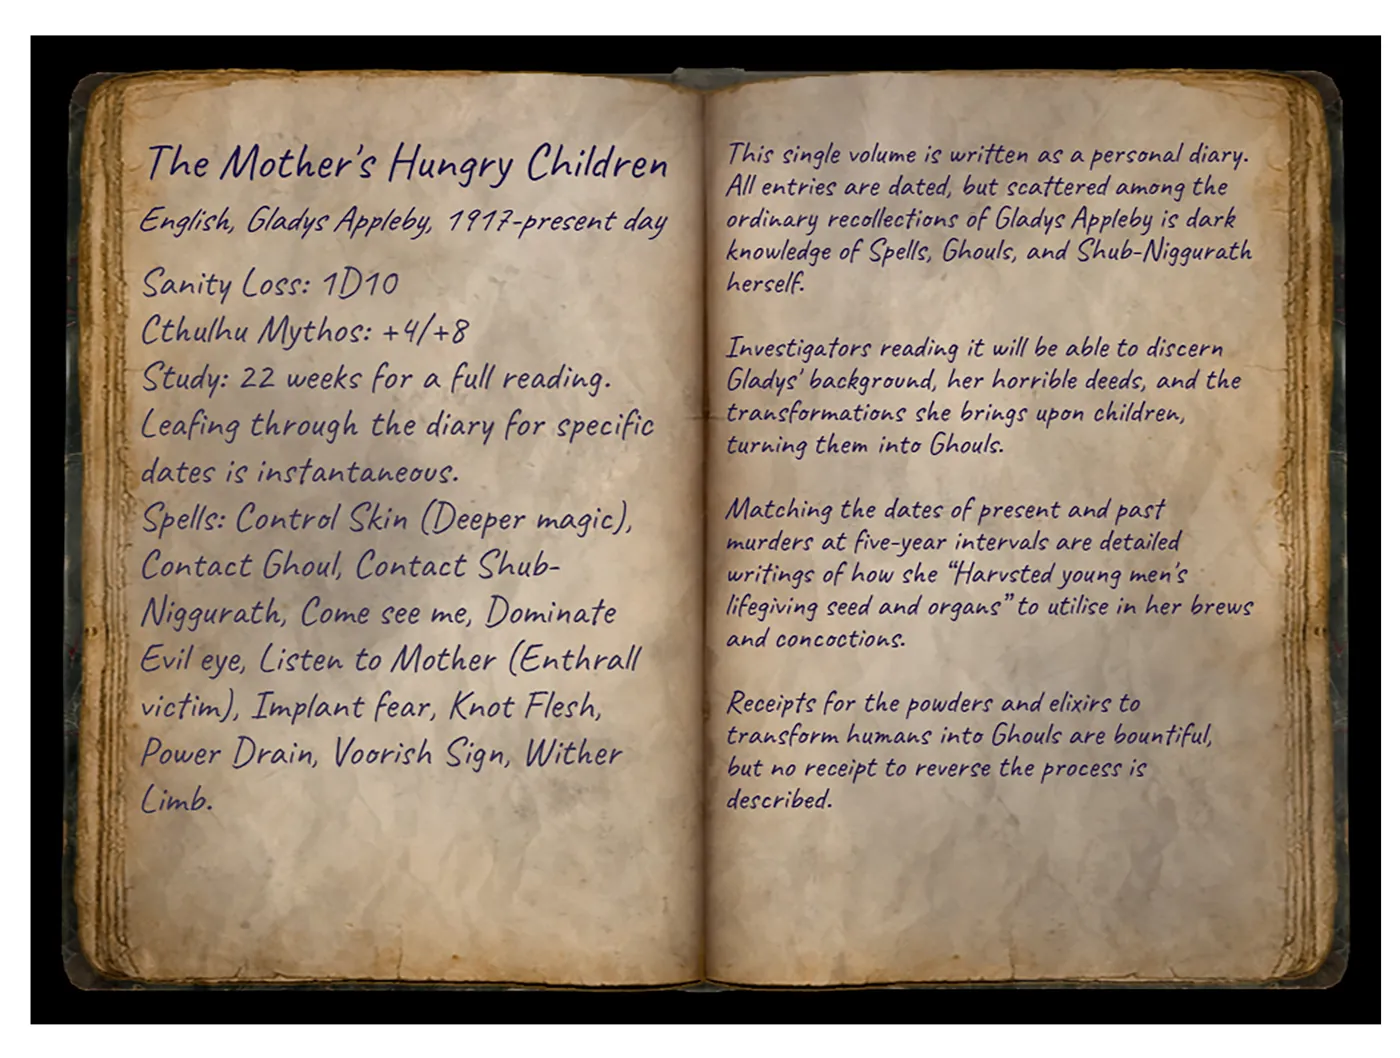 The Mother's Hungry Children
English, Gladys Appleby, 1917-present day
Sanity Loss: 1D10
Cthulhu Mythos: +4/+8
Study: 22 weeks for a full reading.
Leafing through the diary for specific
dates is instantaneous.
Spells: Control Skin (Deeper magic),
Contact Ghoul, Contact Shub-
Niggurath, Come see me, Dominate
Evil eye, Listen to Mother (Enthrall
victim), Implant fear, Knot Flesh,
Power Drain, Voorish Sign, Wither
Limb.
This single volume is written as a personal diary.
All entries are dated, but scattered among the
ordinary recollections of Gladys Appleby is dark
knowledge of Spells, Ghouls, and Shub-Niggurath
herself.
Investigators reading it will be able to discern
Gladys' background, her horrible deeds, and the
transformations she brings upon children,
turning them into Ghouls.
Matching the dates of present and past
murders at five-year intervals are detailed
writings of how she “Harvsted young men's
lifegiving seed and organs” to utilise in her brews
and concoctions.
Receipts for the powders and elixirs to
transform humans into Ghouls are bountiful,
but no receipt to reverse the process is
described.